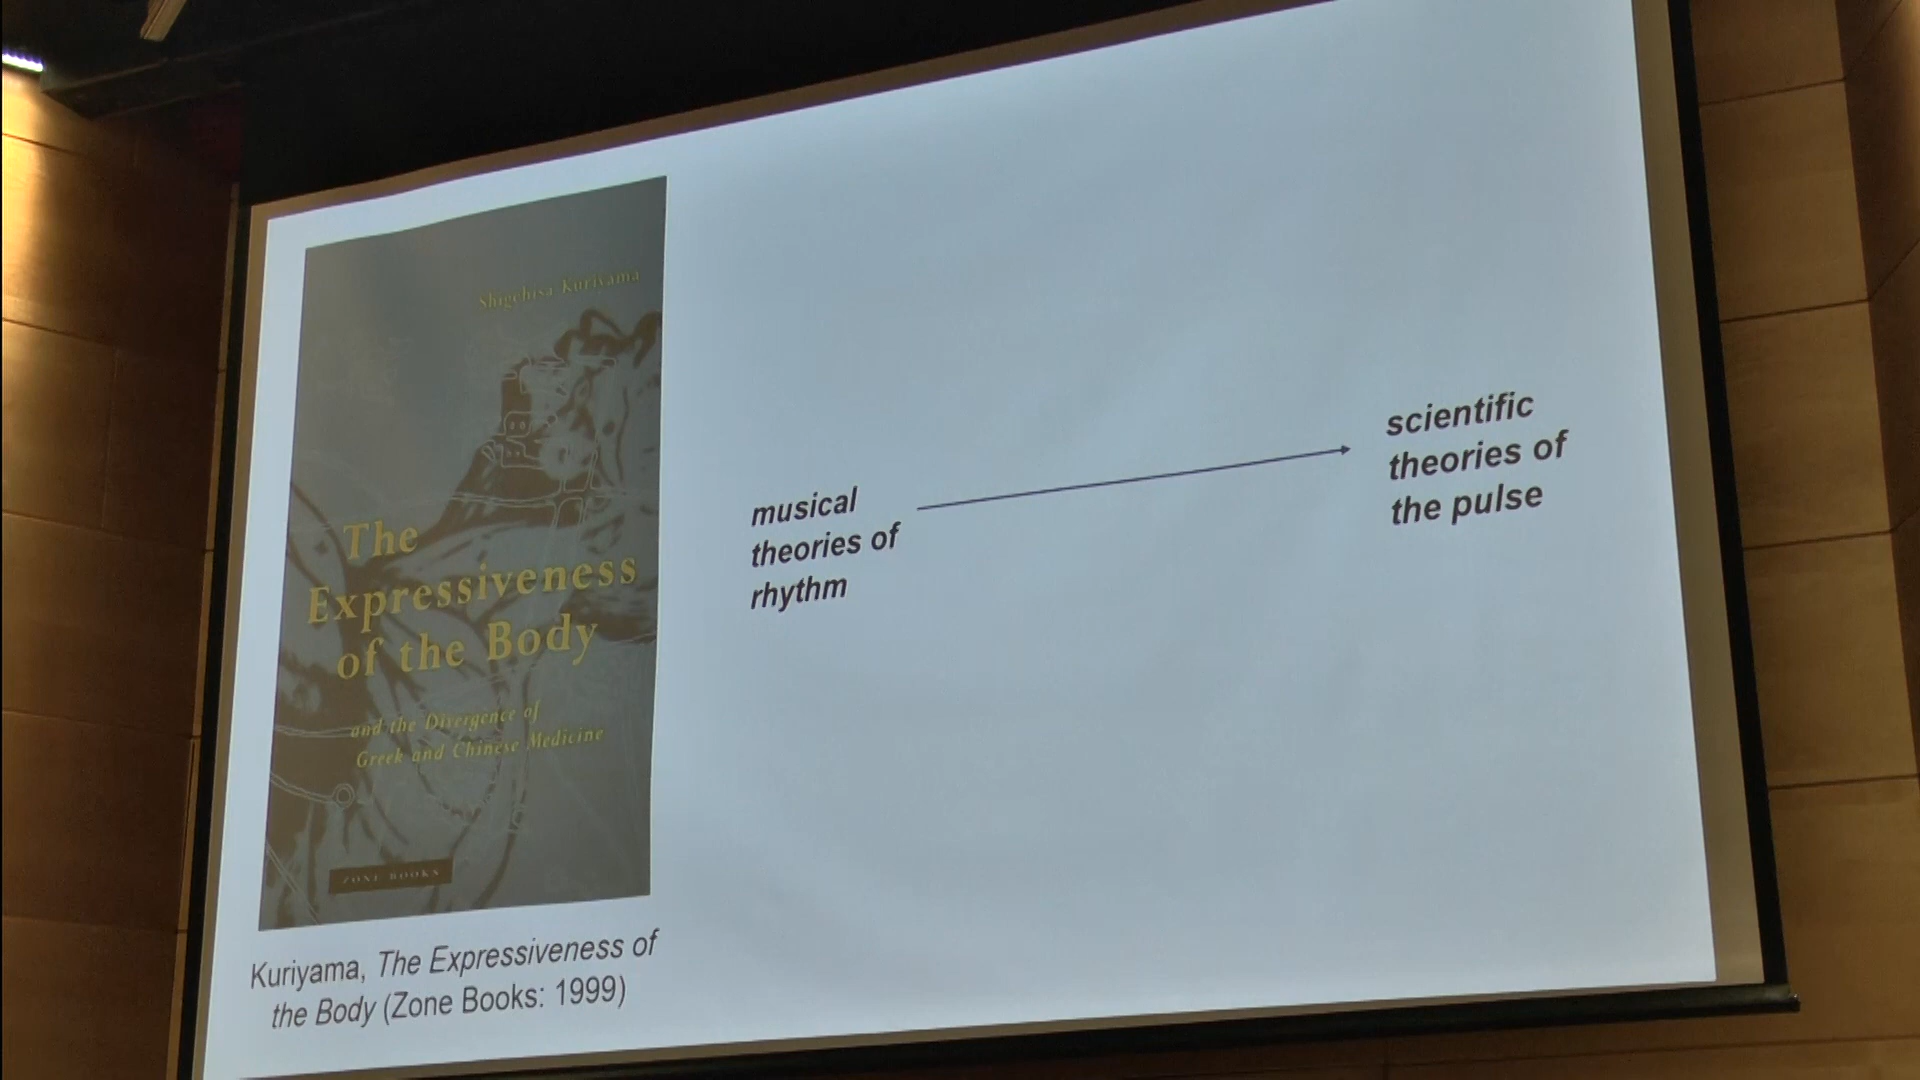 Shigehisa Kuriyama
The
Expressiveness
of the Body
and the Divergence of
Greek and Chinese Medicine
ZONE BOOKS
Kuriyama, The Expressiveness of
the Body (Zone Books: 1999)
musical
theories of
rhythm
scientific
theories of
the pulse